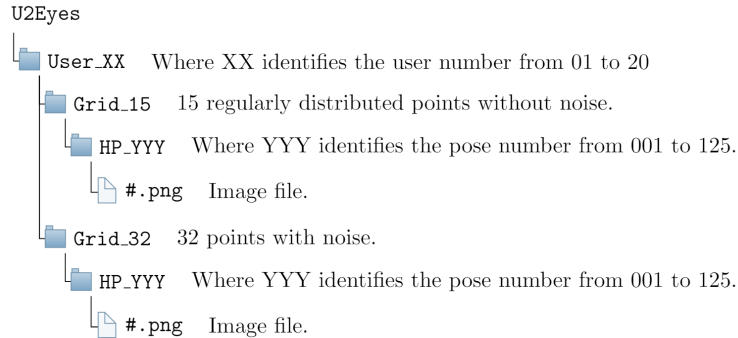 U2Eyes
User_XX Where XX identifies the user number from 01 to 20
Grid_15 15 regularly distributed points without noise.
HP_YYY Where YYY identifies the pose number from 001 to 125.
#.png Image file.
Grid_32 32 points with noise.
HP_YYY Where YYY identifies the pose number from 001 to 125.
#.png Image file.